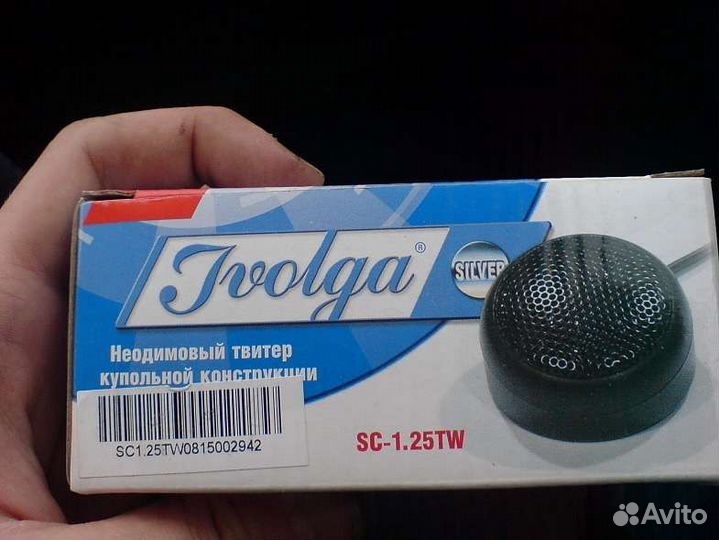 Ivolga®
SILVER
Неодимовый твитер
купольной конструкции
SC1.25TW0815002942
SC-1.25TW
Avito